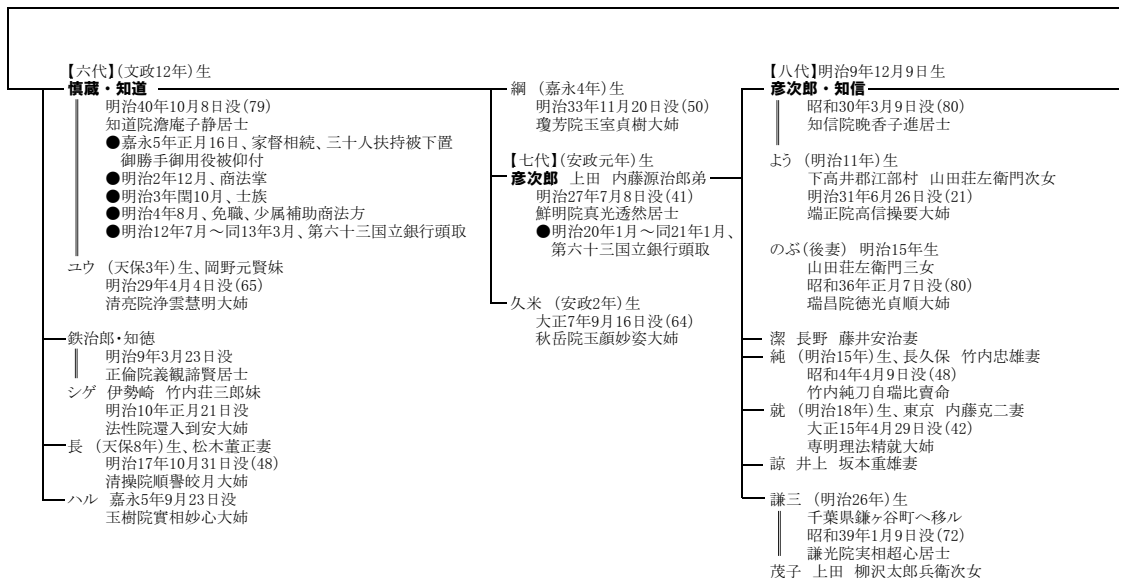 【六代】(文政12年)生
慎蔵・知道
明治40年10月8日没(79)
知道院澹庵子静居士
●嘉永5年正月16日、家督相続、三十人扶持被下置
御勝手御用役被仰付
●明治2年12月、商法掌
●明治3年閏10月、士族
●明治4年8月、免職、少属補助商法方
●明治12年7月～同13年3月、第六十三国立銀行頭取
ユウ (天保3年)生、岡野元賢妹
明治29年4月4日没(65)
清亮院浄雲慧明大姉
鉄治郎・知徳
明治9年3月23日没
正倫院義観諦賢居士
シゲ 伊勢崎 竹内荘三郎妹
明治10年正月21日没
法性院還入到安大姉
長 (天保8年)生、松木董正妻
明治17年10月31日没(48)
清操院順譽皎月大姉
ハル 嘉永5年9月23日没
玉樹院實相妙心大姉
綱 (嘉永4年)生
明治33年11月20日没(50)
瓊芳院玉室貞樹大姉
【七代】(安政元年)生
彦次郎 上田 内藤源治郎弟
明治27年7月8日没(41)
鮮明院真光透然居士
●明治20年1月～同21年1月、
第六十三国立銀行頭取
久米 (安政2年)生
大正7年9月16日没(64)
秋岳院玉顔妙姿大姉
【八代】明治9年12月9日生
彦次郎・知信
昭和30年3月9日没(80)
知信院晩香子進居士
よう (明治11年)生
下高井郡江部村 山田荘左衛門次女
明治31年6月26日没(21)
端正院高信操要大姉
のぶ(後妻) 明治15年生
山田荘左衛門三女
昭和36年正月7日没(80)
瑞昌院徳光貞順大姉
潔 長野 藤井安治妻
純 (明治15年)生、長久保 竹内忠雄妻
昭和4年4月9日没(48)
竹内純刀自瑞比賣命
就 (明治18年)生、東京 内藤克二妻
大正15年4月29日没(42)
専明理法精就大姉
諒 井上 坂本重雄妻
謙三 (明治26年)生
千葉県鎌ヶ谷町へ移ル
昭和39年1月9日没(72)
謙光院実相超心居士
茂子 上田 柳沢太郎兵衛次女